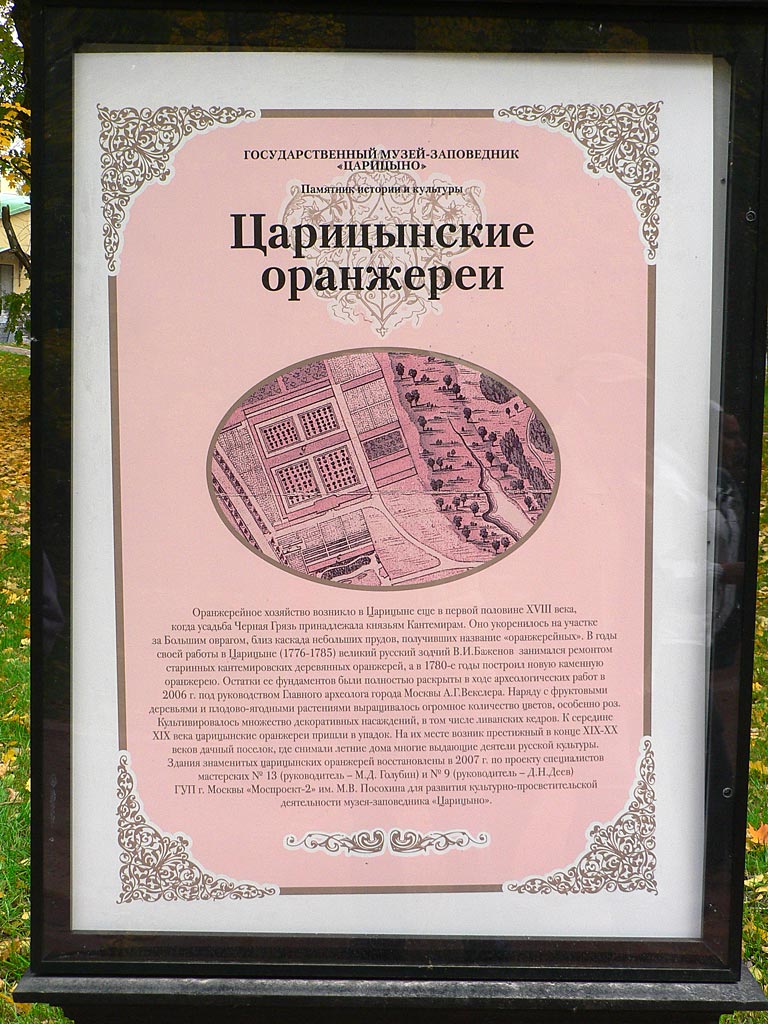 ГОСУДАРСТВЕННЫЙ МУЗЕЙ-ЗАПОВЕДНИК
«ЦАРИЦЫНО»
Памятник истории и культуры
Царицынские
оранжереи
Оранжерейное хозяйство возникло в Царицыне еще в первой половине XVIII века,
когда усадьба Черная Грязь принадлежала князьям Кантемирам. Оно укоренилось на участке
за Большим оврагом, близ каскада небольших прудов, получивших название «оранжерейных». В годы
своей работы в Царицыне (1776-1785) великий русский зодчий В.И.Баженов занимался ремонтом
старинных кантемировских деревянных оранжерей, а в 1780-е годы построил новую каменную
оранжерею. Остатки ее фундаментов были полностью раскрыты в ходе археологических работ в
2006 г. под руководством Главного археолога города Москвы А.Г.Векслера. Наряду с фруктовыми
деревьями и плодово-ягодными растениями выращивалось огромное количество цветов, особенно роз.
Культивировалось множество декоративных насаждений, в том числе ливанских кедров. К середине
XIX века царицынские оранжереи пришли в упадок. На их месте возник престижный в конце XIX-XX
веков дачный поселок, где снимали летние дома многие выдающие деятели русской культуры.
Здания знаменитых царицынских оранжерей восстановлены в 2007 г. по проекту специалистов
мастерских № 13 (руководитель – М.Д. Голубин) и № 9 (руководитель – Д.Н.Деев)
ГУП г. Москвы «Моспроект-2» им. М.В. Посохина для развития культурно-просветительской
деятельности музея-заповедника «Царицыно».